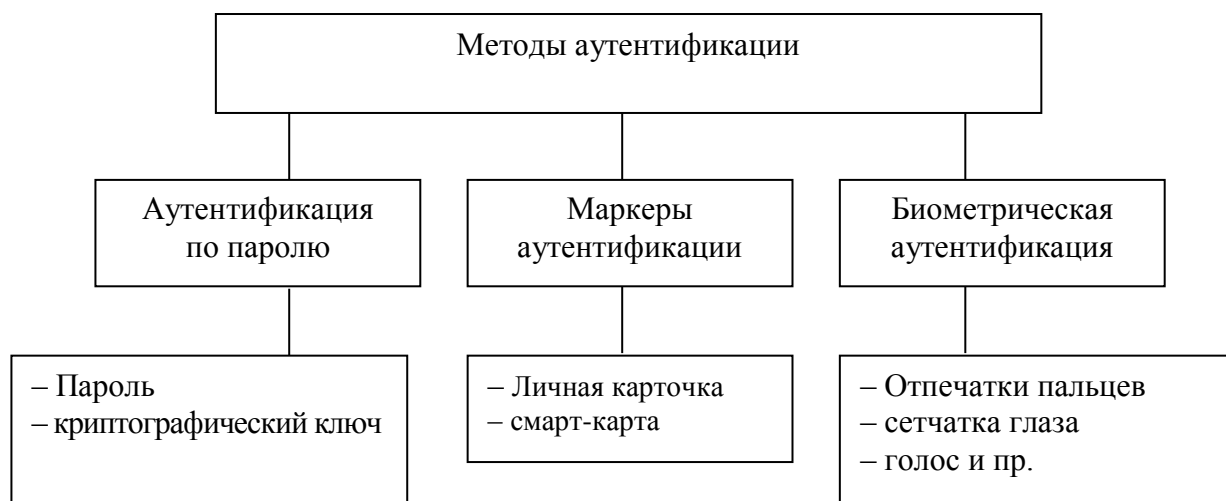 Методы аутентификации
Аутентификация
по паролю
Маркеры
аутентификации
Биометрическая
аутентификация
– Пароль
– криптографический ключ
– Личная карточка
– смарт-карта
– Отпечатки пальцев
– сетчатка глаза
– голос и пр.